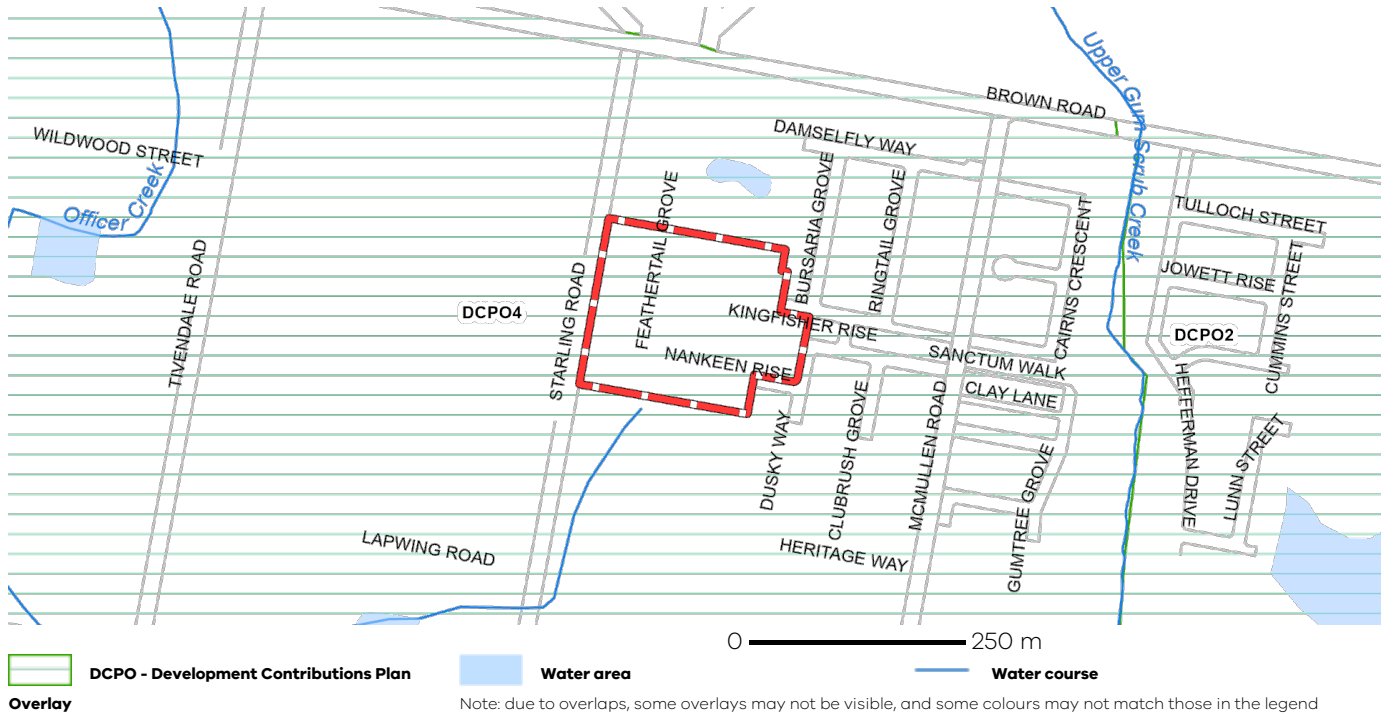 Upper Gum Scrub Creek
BROWN ROAD
DAMSELFLY WAY
WILDWOOD STREET
Officer Creek
FEATHERTAIL GROVE
BURSARIA GROVE
RINGTAIL GROVE
CAIRNS CRESCENT
TULLOCH STREET
JOWETT RISE
CUMMINS STREET
TIVENDALE ROAD
STARLING ROAD
DCPO4
KINGFISHER RISE
NANKEEN RISE
SANCTUM WALK
CLAY LANE
DCPO2
HEFFERMAN DRIVE
LUNN STREET
DUSKY WAY
CLUBRUSH GROVE
MCMULLEN ROAD
GUMTREE GROVE
LAPWING ROAD
HERITAGE WAY
0 250 m
DCPO - Development Contributions Plan
Overlay
Water area
Water course
Note: due to overlaps, some overlays may not be visible, and some colours may not match those in the legend